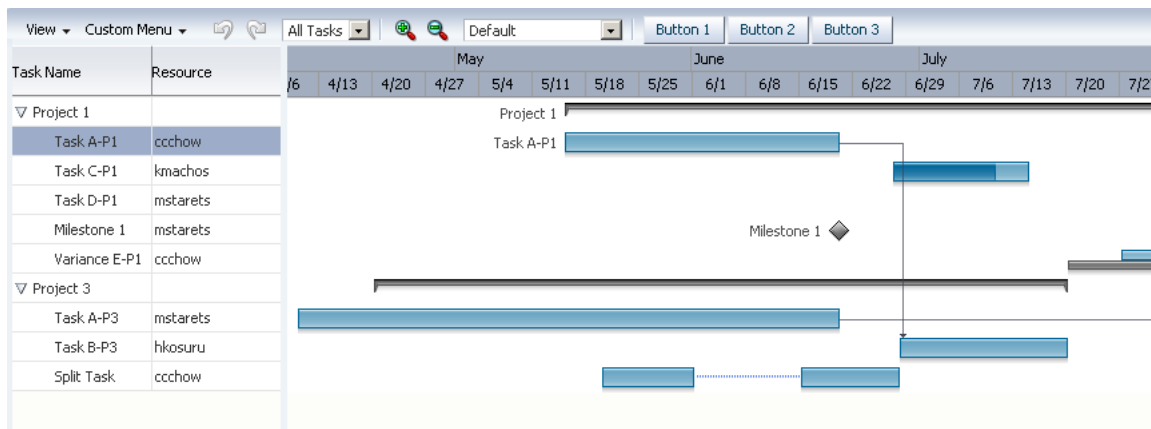 View Custom Menu All Tasks Default Button 1 Button 2 Button 3
May June July
Task Name Resource
/6 4/13 4/20 4/27 5/4 5/11 5/18 5/25 6/1 6/8 6/15 6/22 6/29 7/6 7/13 7/20 7/2
Project 1 Project 1
Task A-P1 ccchow Task A-P1
Task C-P1 kmachos
Task D-P1 mstarets
Milestone 1 mstarets Milestone 1
Variance E-P1 ccchow
Project 3
Task A-P3 mstarets
Task B-P3 hkosuru
Split Task ccchow